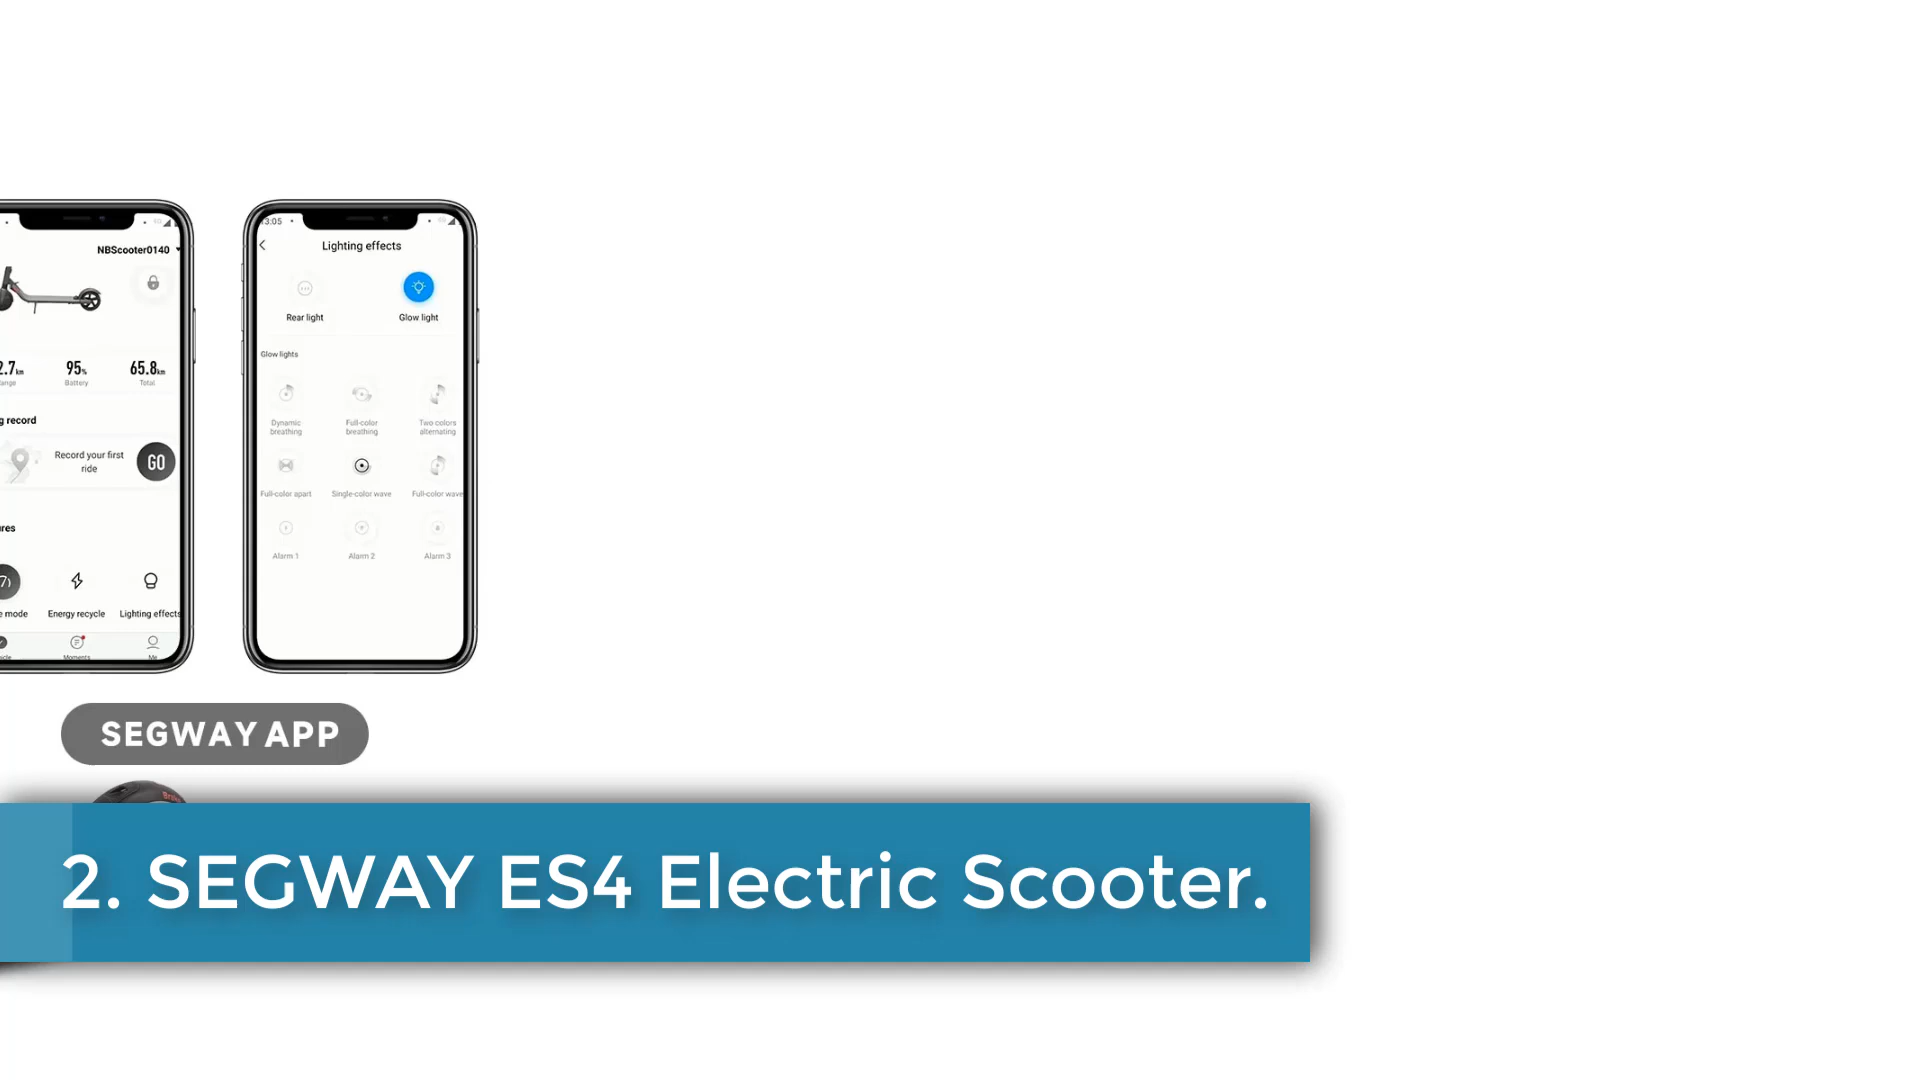 NBScooter0140
2.7km 95% 65.8km
Battery Total
record
Record your first
ride
GO
mode Energy recycle Lighting effects
Moments Me
13:05
Lighting effects
Rear light Glow light
Glow lights
Dynamic
breathing
Full-color
breathing
Two colors
alternating
Full-color apart Single-color wave Full-color wave
Alarm 1 Alarm 2 Alarm 3
SEGWAY APP
2. SEGWAY ES4 Electric Scooter.